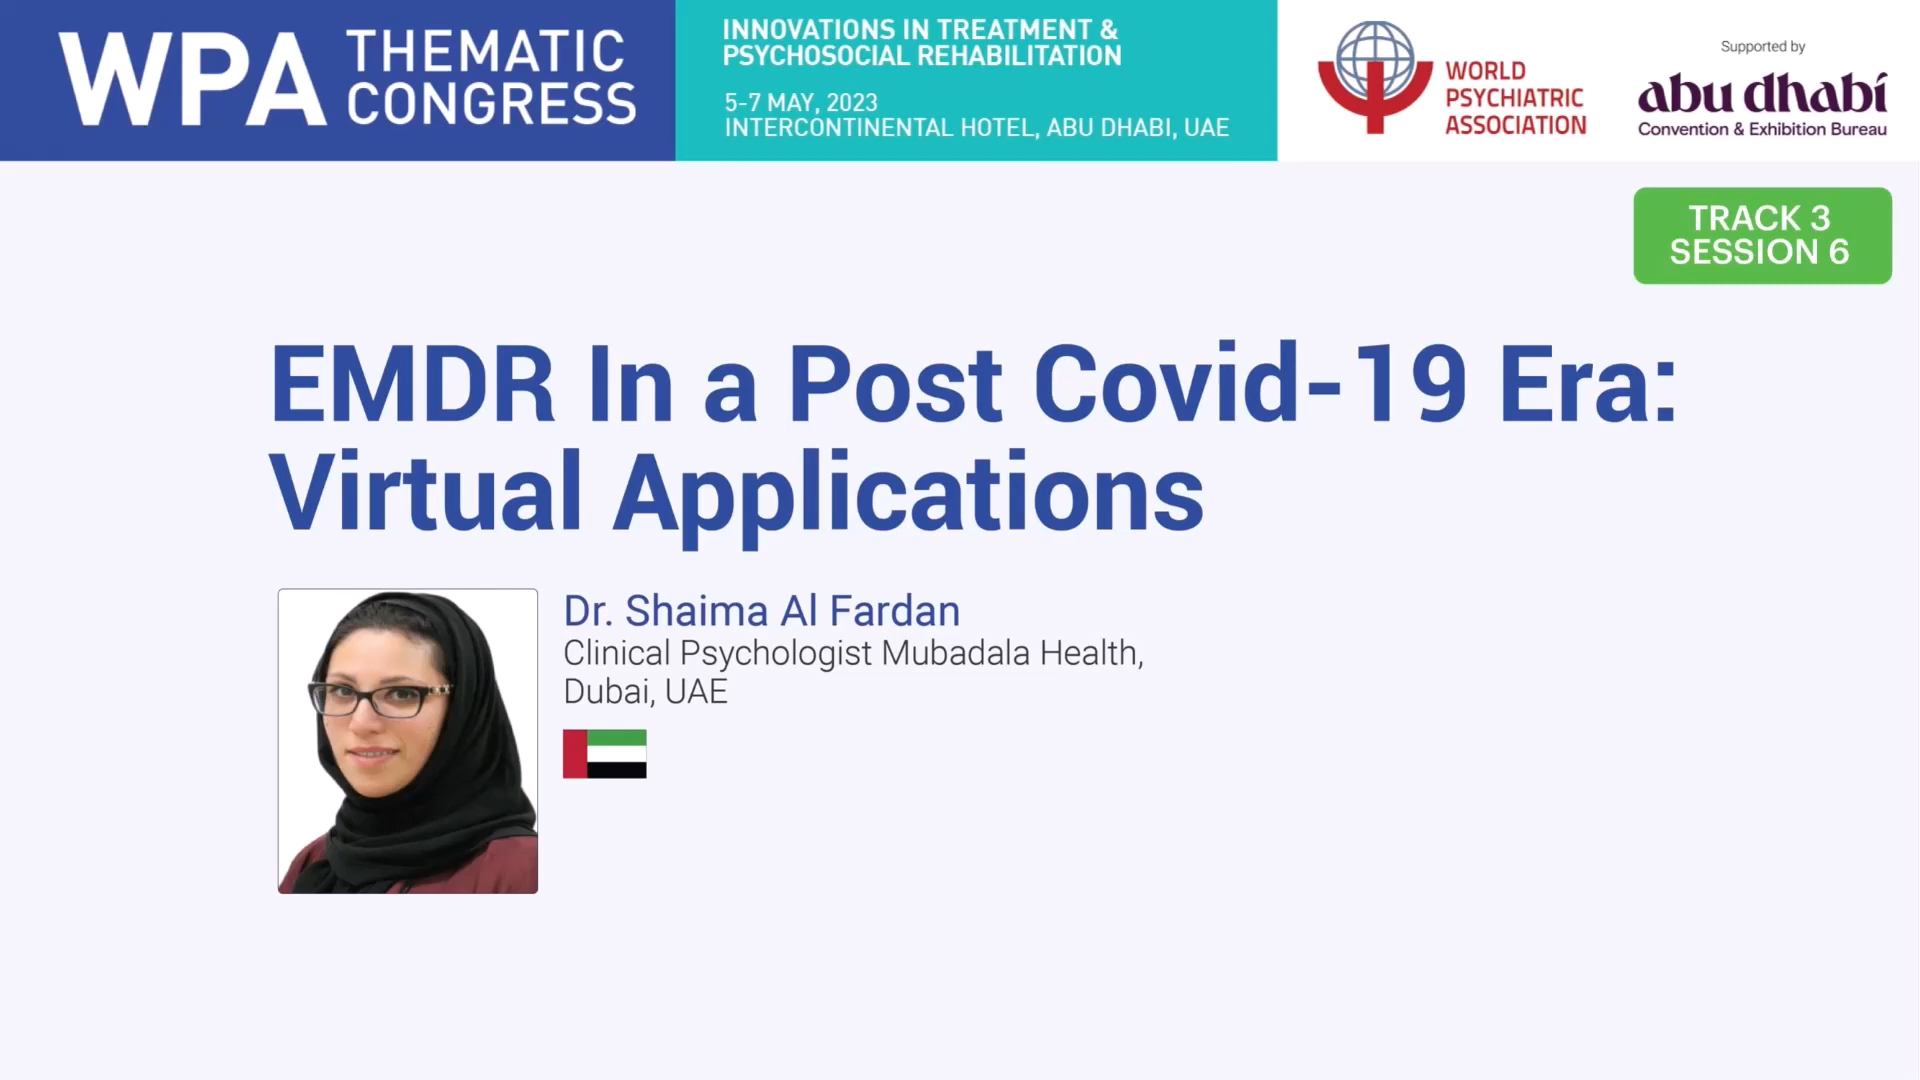 WPA THEMATIC CONGRESS
INNOVATIONS IN TREATMENT &
PSYCHOSOCIAL REHABILITATION
5-7 MAY, 2023
INTERCONTINENTAL HOTEL, ABU DHABI, UAE
WORLD
PSYCHIATRIC
ASSOCIATION
Supported by
abu dhabi
Convention & Exhibition Bureau
TRACK 3
SESSION 6
EMDR In a Post Covid-19 Era:
Virtual Applications
Dr. Shaima Al Fardan
Clinical Psychologist Mubadala Health,
Dubai, UAE